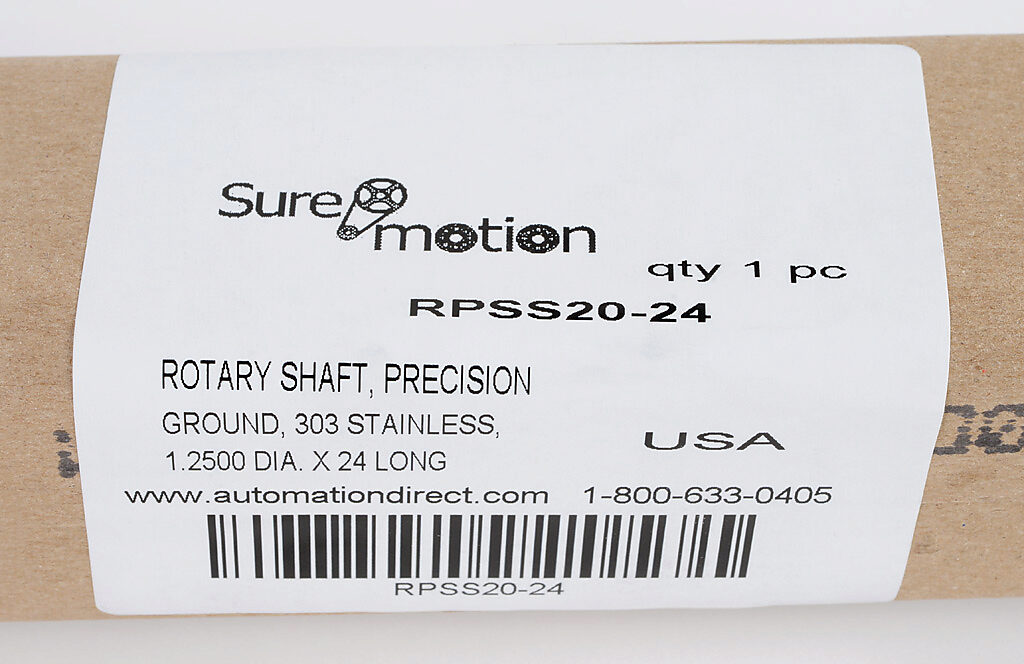 Sure
motion
qty 1 pc
RPSS20-24
ROTARY SHAFT, PRECISION
GROUND, 303 STAINLESS,
1.2500 DIA. X 24 LONG
USA
www.automationdirect.com 1-800-633-0405
RPSS20-24